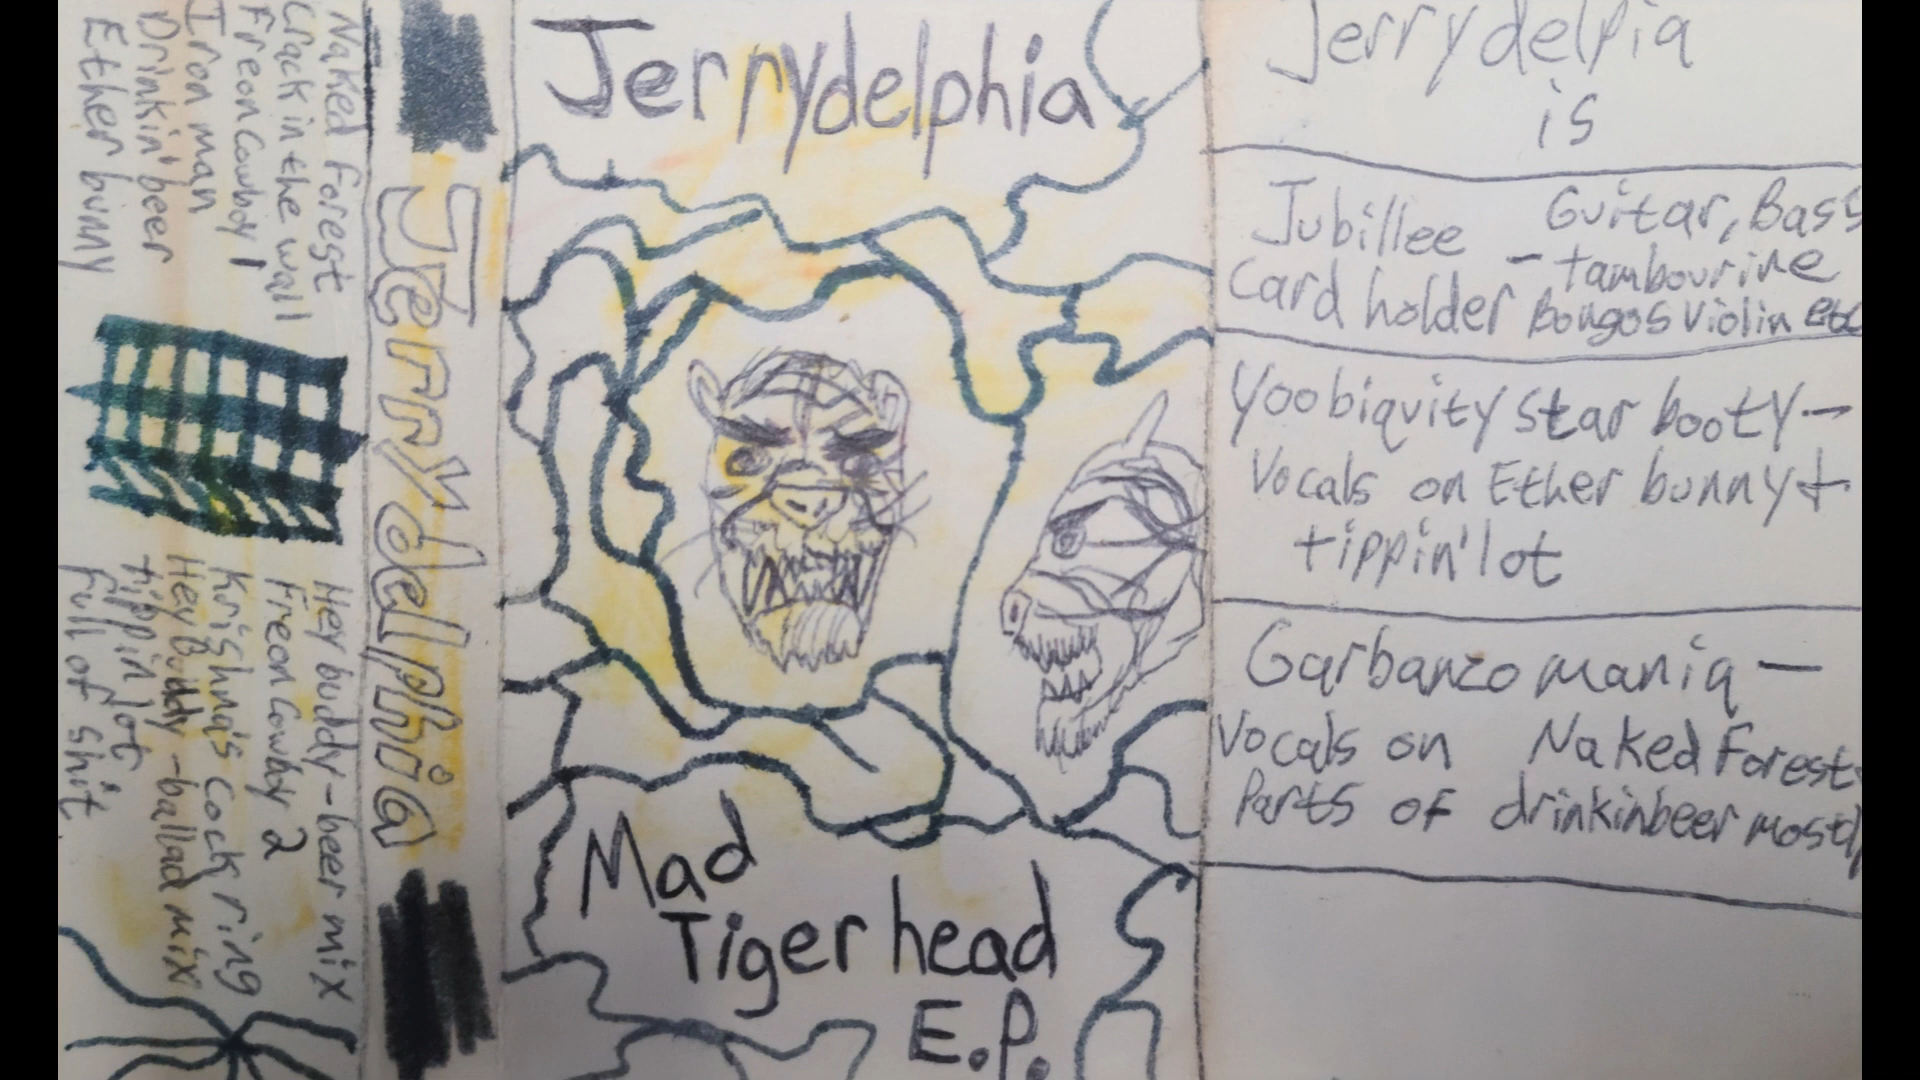 Naked Forest
Crack in the wall
Freon Cowboy 1
Iron man
Drinkin' beer
Ether bunny
Hey buddy - beer mix
Freon Cowby 2
Krishna's Cock ring
Hey Buddy - ballad mix
tippin' lot
full of shit
Jerrydelphia
Jerrydelphia
Mad
Tiger head
E.P.
Jerrydelpia
is
Jubillee - Guitar, Bass
Card holder tambourine
Bongos violin etc
Yoobiquity star booty -
Vocals on Ether bunny +
tippin' lot
Garbanzo mania -
Vocals on Naked Forest
Parts of drinkinbeer mostly